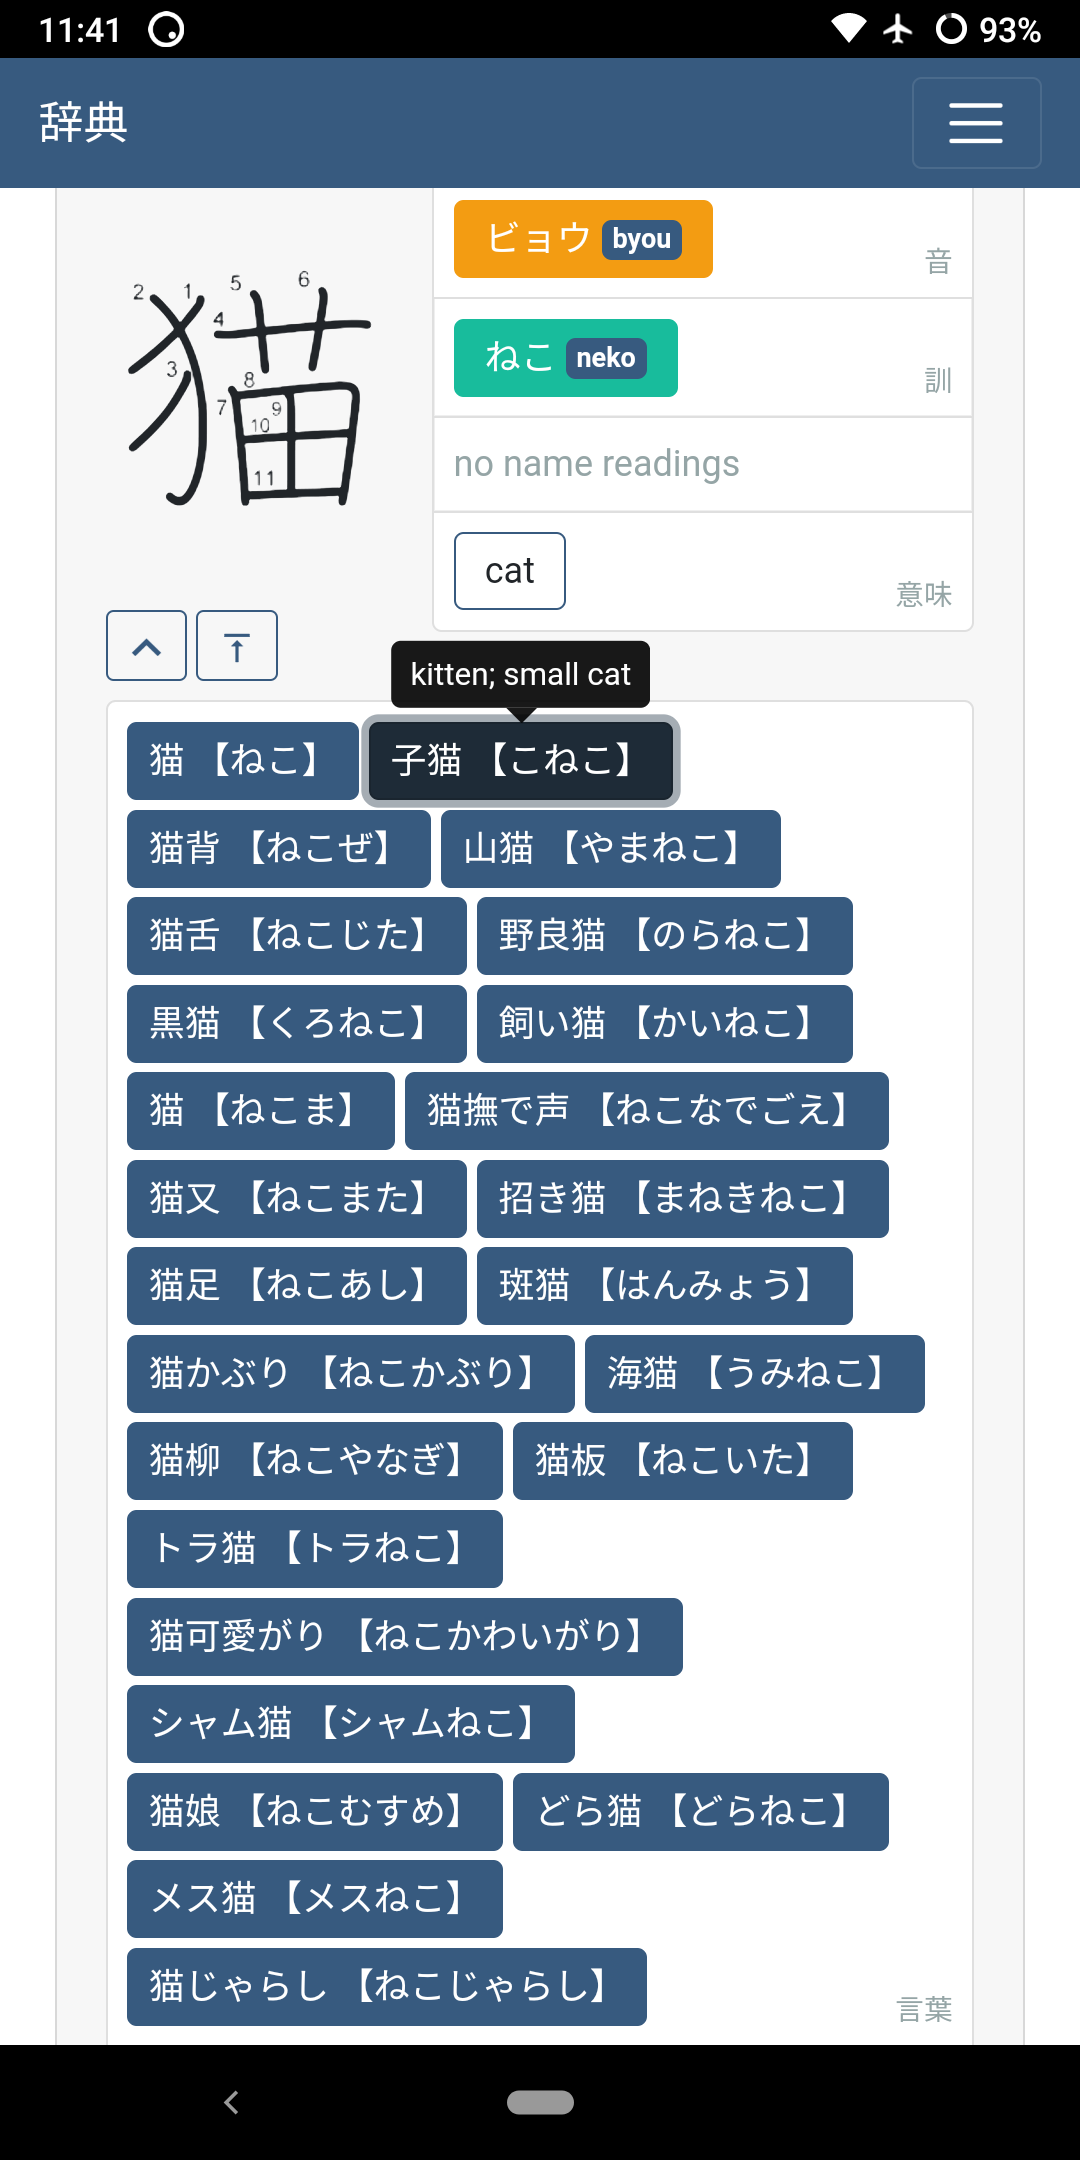 11:41 93%
辞典
2 1 5 6
4
3 8
7 9
10
11
ビョウ byou
音
ねこ neko
訓
no name readings
cat
意味
kitten; small cat
猫 【ねこ】 子猫 【こねこ】
猫背 【ねこぜ】 山猫 【やまねこ】
猫舌 【ねこじた】 野良猫 【のらねこ】
黒猫 【くろねこ】 飼い猫 【かいねこ】
猫 【ねこま】 猫撫で声 【ねこなでごえ】
猫又 【ねこまた】 招き猫 【まねきねこ】
猫足 【ねこあし】 斑猫 【はんみょう】
猫かぶり 【ねこかぶり】 海猫 【うみねこ】
猫柳 【ねこやなぎ】 猫板 【ねこいた】
トラ猫 【トラねこ】
猫可愛がり 【ねこかわいがり】
シャム猫 【シャムねこ】
猫娘 【ねこむすめ】 どら猫 【どらねこ】
メス猫 【メスねこ】
猫じゃらし 【ねこじゃらし】
言葉
猫